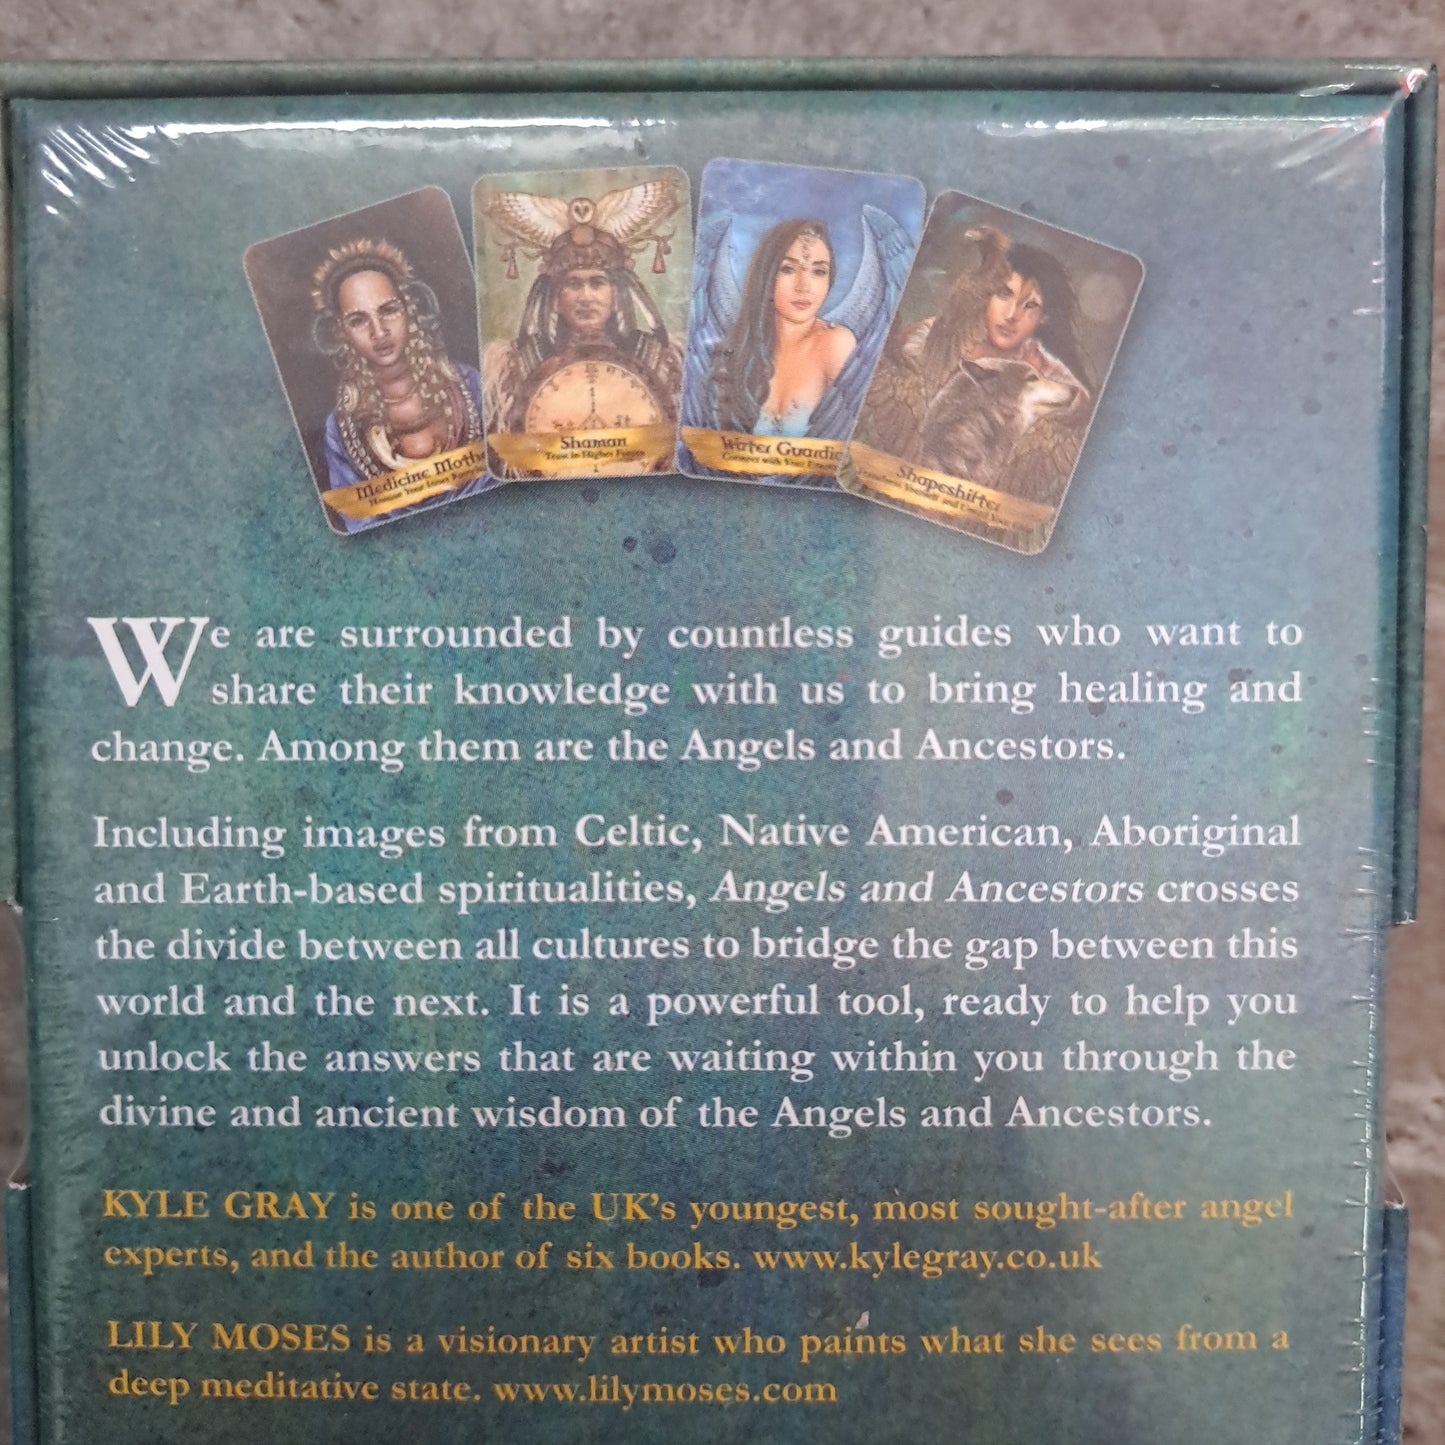 Medicine Moth
Shaman
Trust in Higher Forces
Water Guardia
Connect with Your
Shapeshifter
We are surrounded by countless guides who want to
share their knowledge with us to bring healing and
change. Among them are the Angels and Ancestors.
Including images from Celtic, Native American, Aboriginal
and Earth-based spiritualities, Angels and Ancestors crosses
the divide between all cultures to bridge the gap between this
world and the next. It is a powerful tool, ready to help you
unlock the answers that are waiting within you through the
divine and ancient wisdom of the Angels and Ancestors.
KYLE GRAY is one of the UK's youngest, most sought-after angel
experts, and the author of six books. www.kylegray.co.uk
LILY MOSES is a visionary artist who paints what she sees from a
deep meditative state. www.lilymoses.com